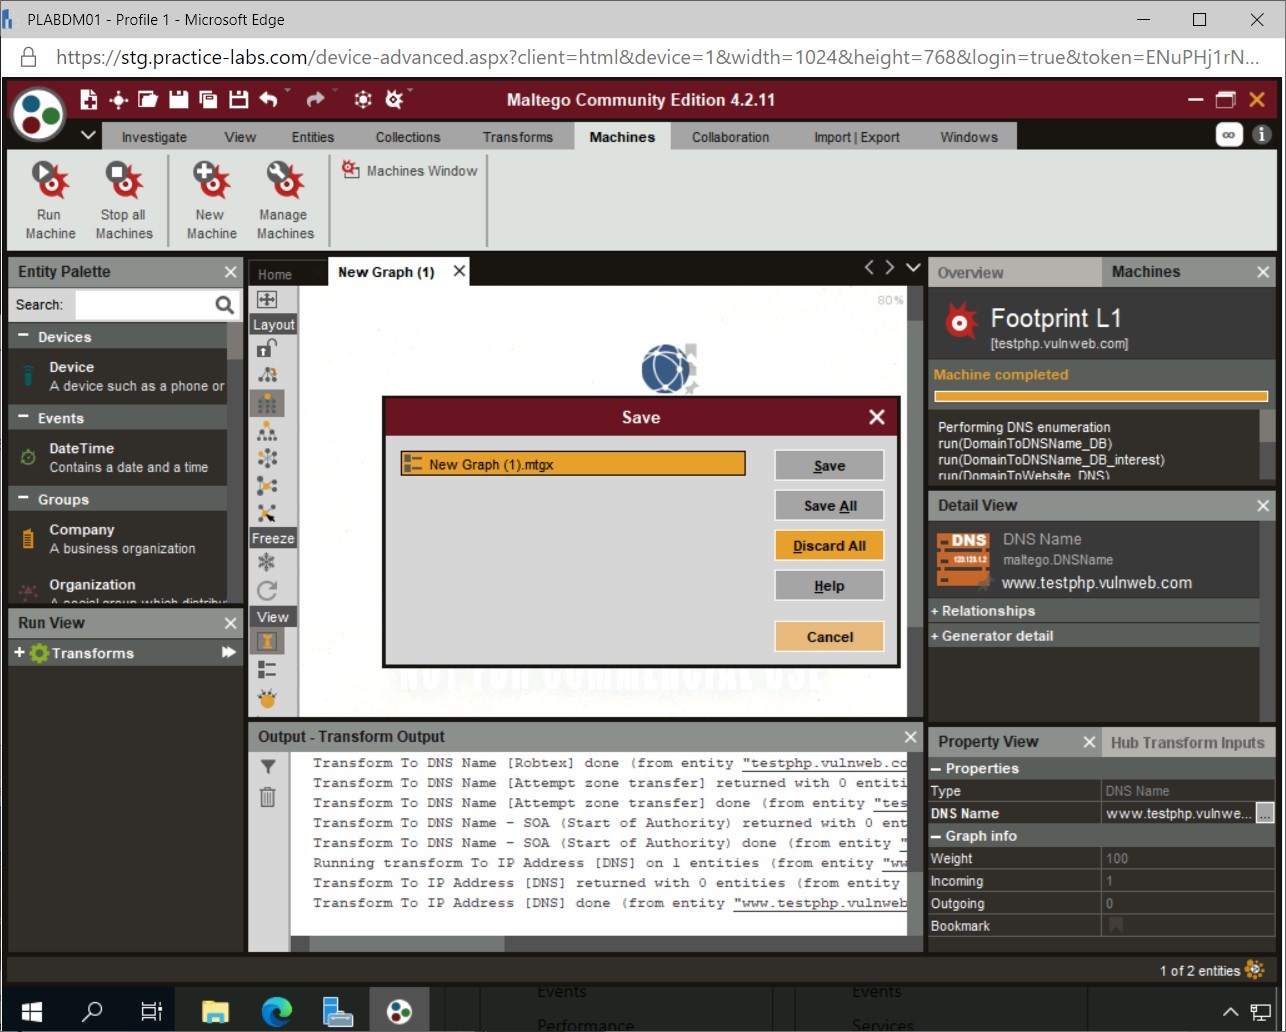 PLABDM01 - Profile 1 - Microsoft Edge
https://stg.practice-labs.com/device-advanced.aspx?client=html&device=1&width=1024&height=768&login=true&token=ENuPHj1rN...
Maltego Community Edition 4.2.11
Investigate View Entities Collections Transforms Machines Collaboration Import | Export Windows
Run Machine
Stop all Machines
New Machine
Manage Machines
Machines Window
Entity Palette
Search:
Devices
Device
A device such as a phone or
Events
DateTime
Contains a date and a time
Groups
Company
A business organization
Organization
A social group which distribu
Run View
Transforms
Home
New Graph (1)
80%
Layout
Freeze
View
Save
New Graph (1).mtgx
Save
Save All
Discard All
Help
Cancel
NOT FOR COMMERCIAL USE
Output - Transform Output
Transform To DNS Name [Robtex] done (from entity "testphp.vulnweb.co
Transform To DNS Name [Attempt zone transfer] returned with 0 entiti
Transform To DNS Name [Attempt zone transfer] done (from entity "tes
Transform To DNS Name - SOA (Start of Authority) returned with 0 ent
Transform To DNS Name - SOA (Start of Authority) done (from entity "
Running transform To IP Address [DNS] on 1 entities (from entity "ww
Transform To IP Address [DNS] returned with 0 entities (from entity
Transform To IP Address [DNS] done (from entity "www.testphp.vulnweb
Overview
Machines
Footprint L1
[testphp.vulnweb.com]
Machine completed
Performing DNS enumeration
run(DomainToDNSName_DB)
run(DomainToDNSName_DB_interest)
run(DomainToWebsite_DNS)
Detail View
DNS
123.123.1.2
DNS Name
maltego.DNSName
www.testphp.vulnweb.com
+ Relationships
+ Generator detail
Property View
Hub Transform Inputs
Properties
Type DNS Name
DNS Name www.testphp.vulnwe... ...
Graph info
Weight 100
Incoming 1
Outgoing 0
Bookmark
1 of 2 entities
Events Events
Performance Services